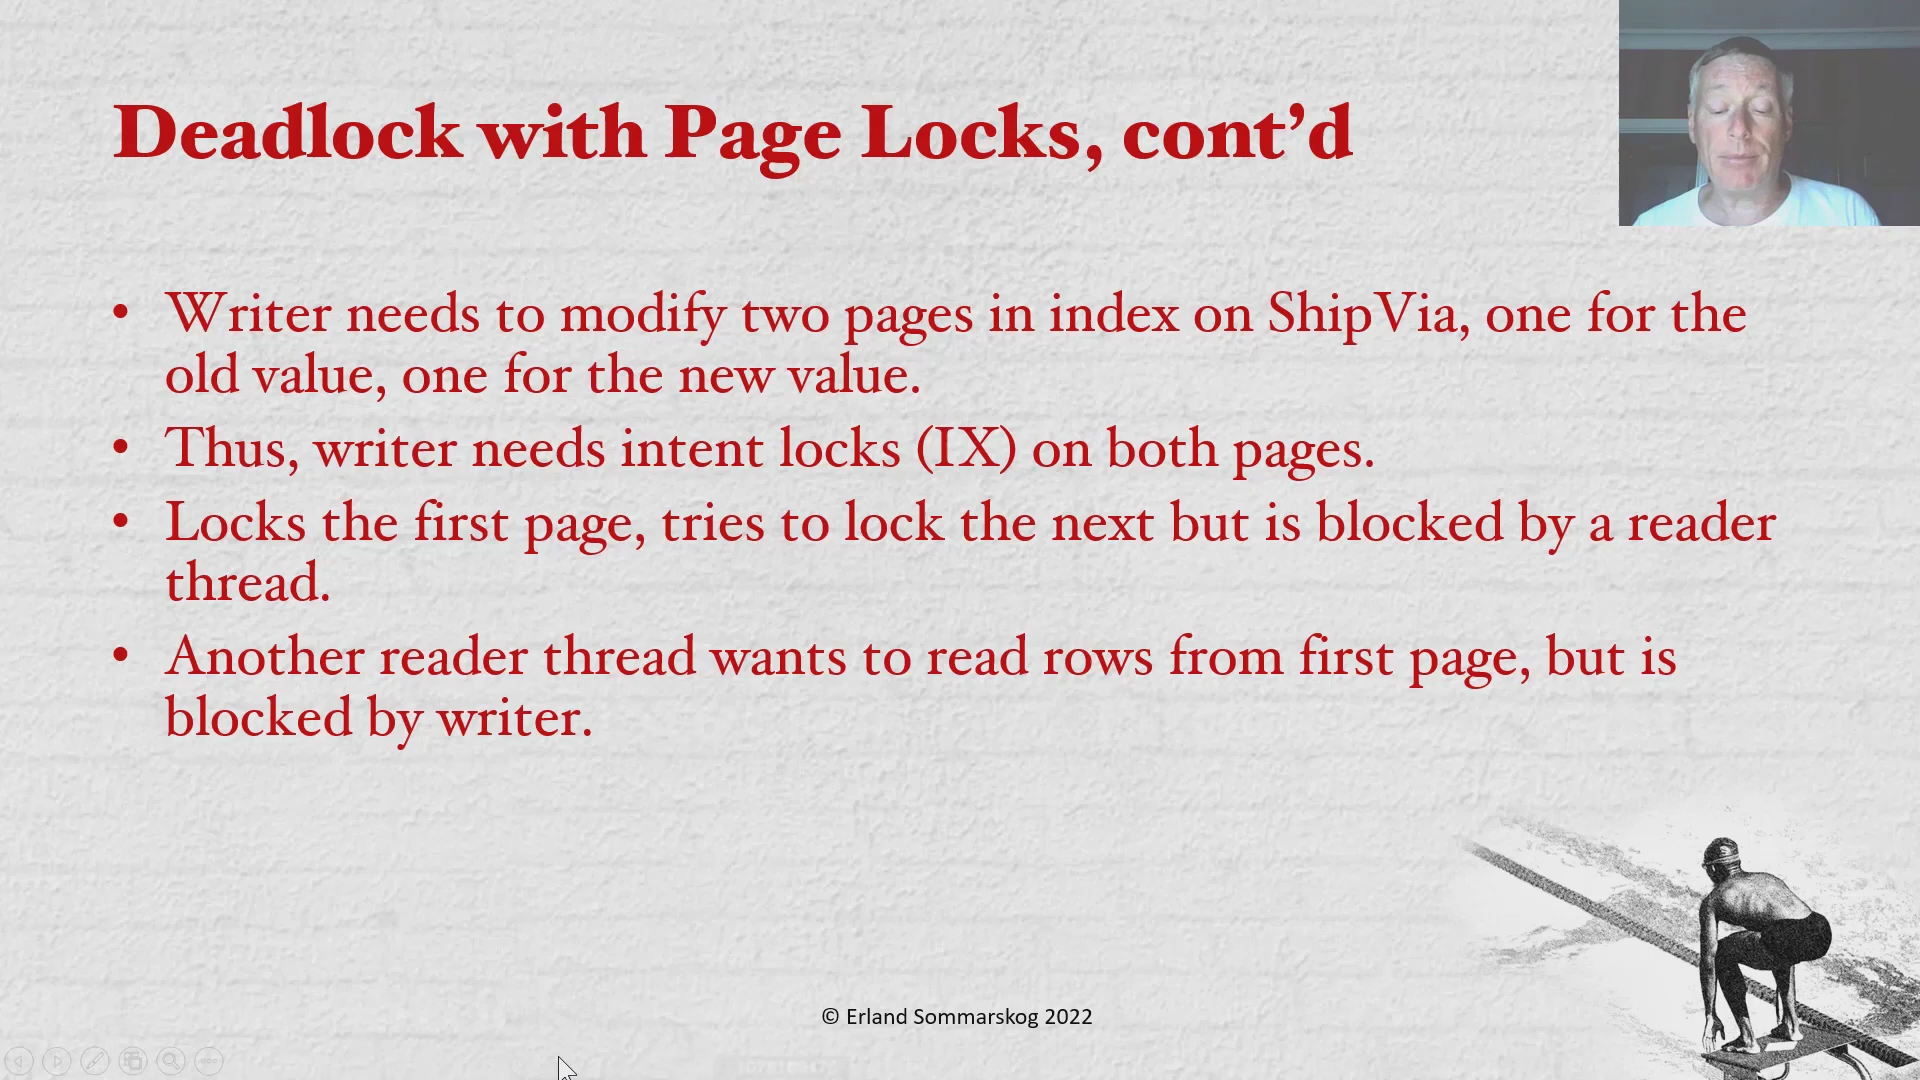 Deadlock with Page Locks, cont’d
• Writer needs to modify two pages in index on ShipVia, one for the
old value, one for the new value.
• Thus, writer needs intent locks (IX) on both pages.
• Locks the first page, tries to lock the next but is blocked by a reader
thread.
• Another reader thread wants to read rows from first page, but is
blocked by writer.
© Erland Sommarskog 2022